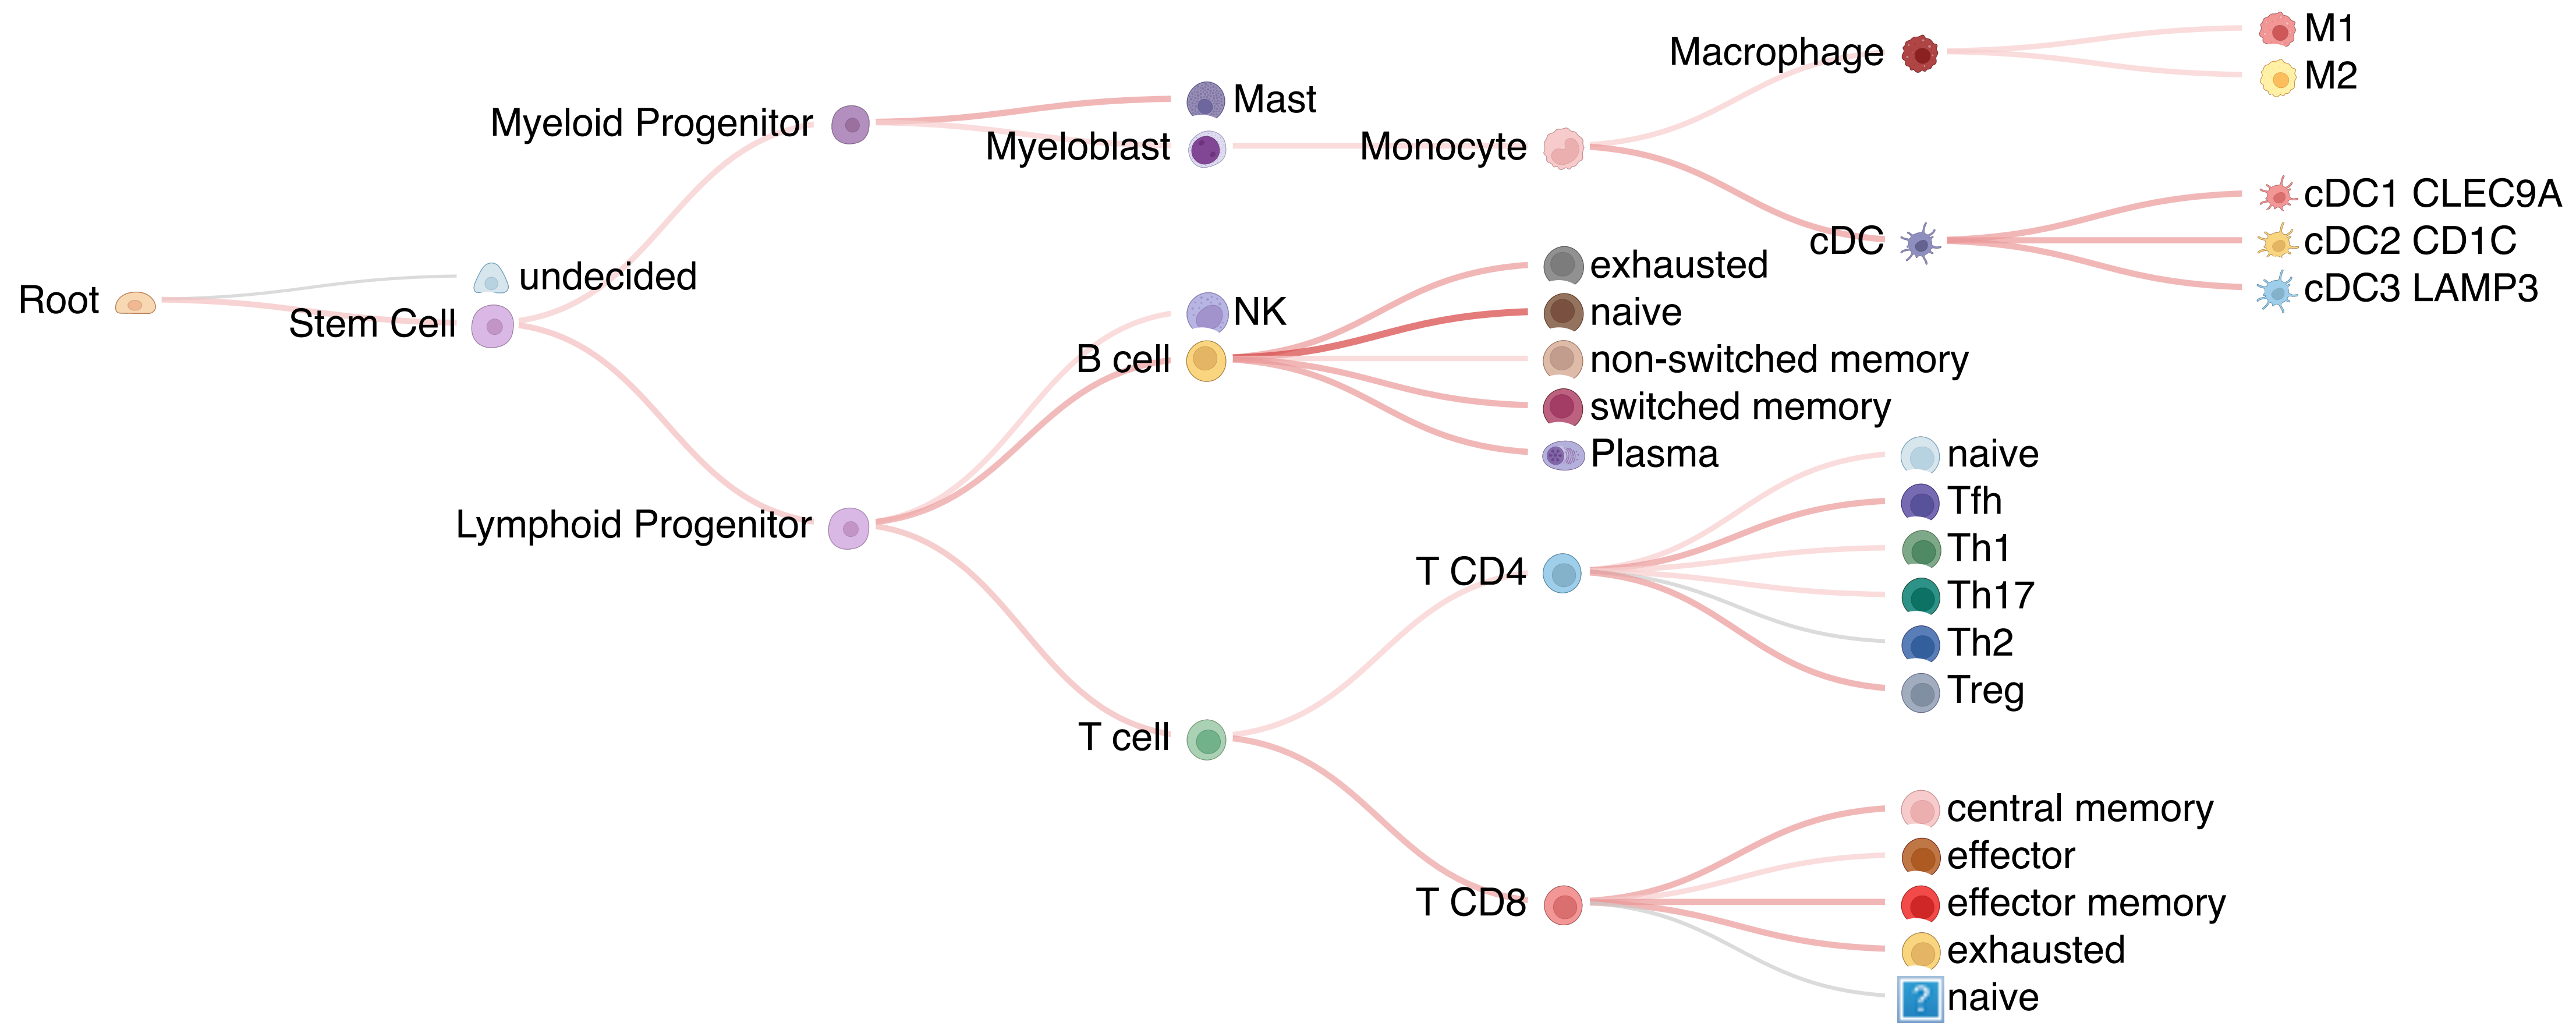 Root
undecided
Stem Cell
Myeloid Progenitor
Lymphoid Progenitor
Mast
Myeloblast
NK
B cell
T cell
Monocyte
exhausted
naive
non-switched memory
switched memory
Plasma
T CD4
T CD8
Macrophage
cDC
naive
Tfh
Th1
Th17
Th2
Treg
central memory
effector
effector memory
exhausted
?
naive
M1
M2
cDC1 CLEC9A
cDC2 CD1C
cDC3 LAMP3